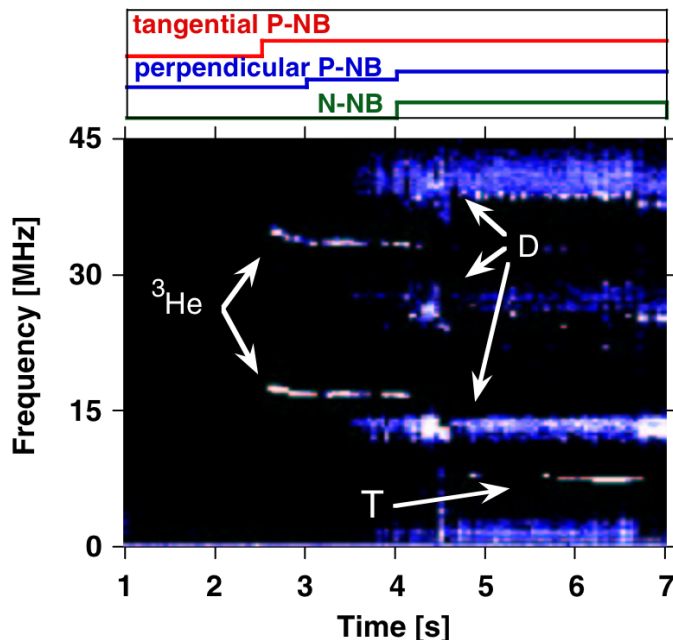 tangential P-NB
perpendicular P-NB
N-NB
45
30
15
0
Frequency [MHz]
³He
D
T
1 2 3 4 5 6 7
Time [s]